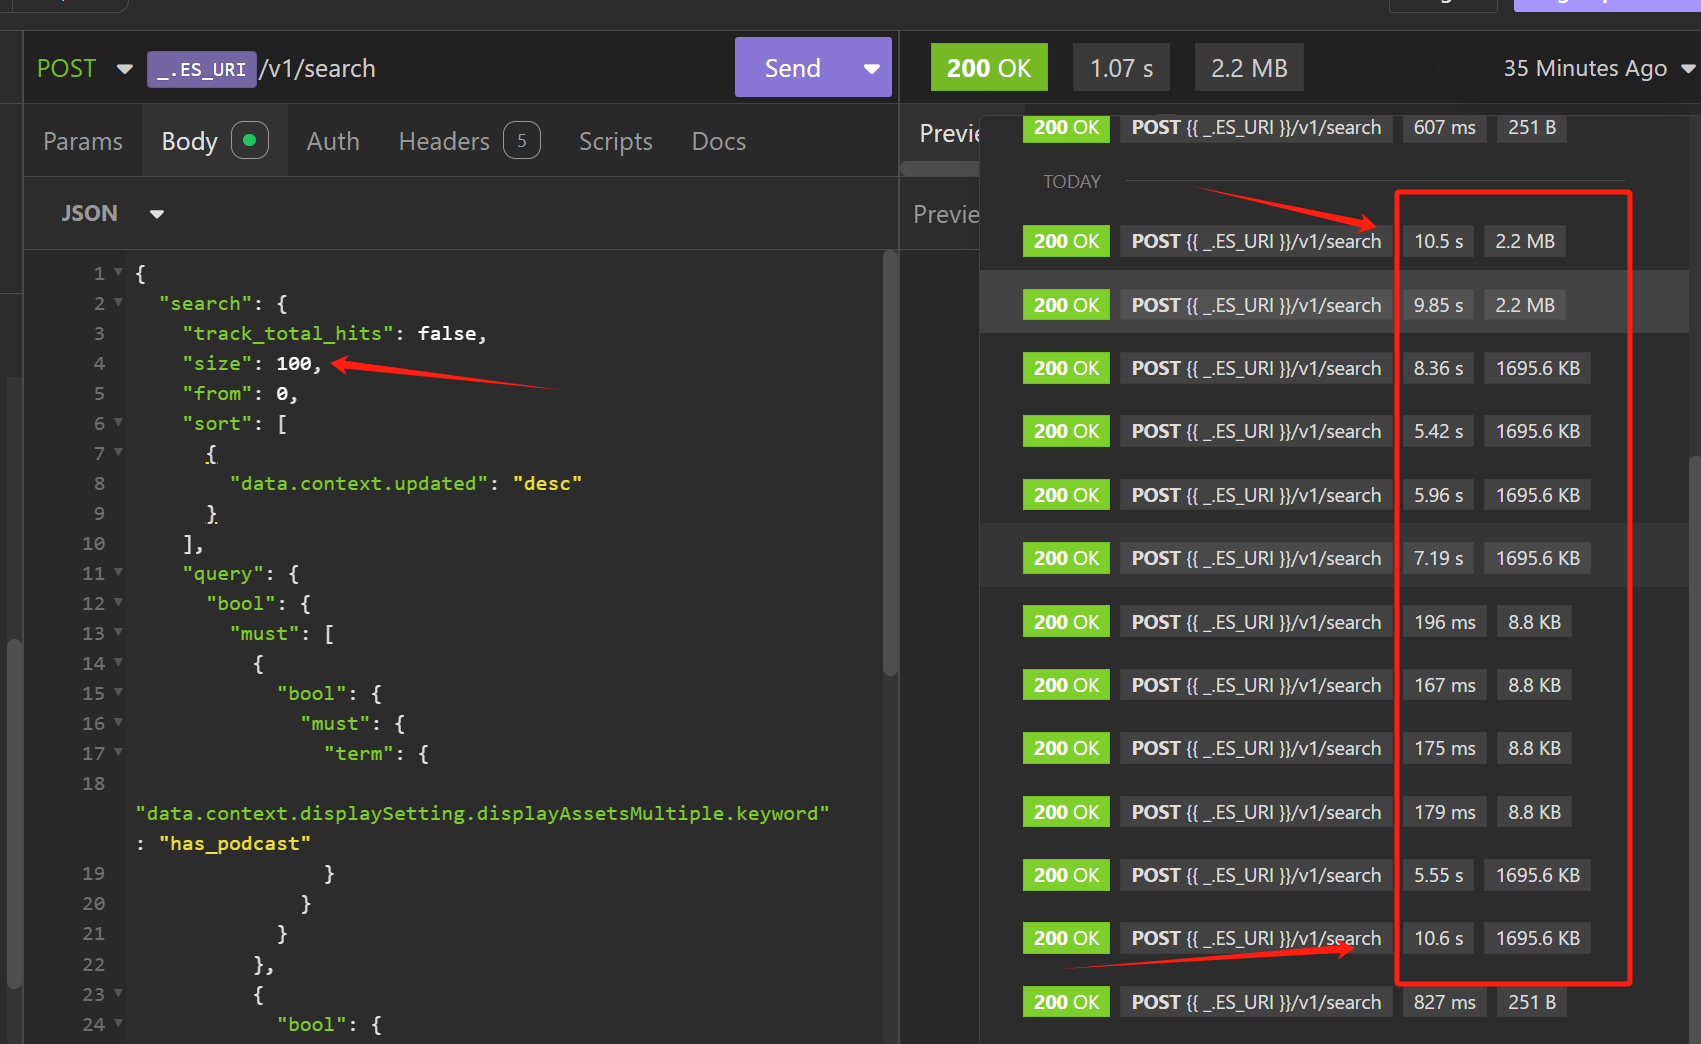 POST _.ES_URI /v1/search Send
200 OK 1.07 s 2.2 MB 35 Minutes Ago
Params Body Auth Headers 5 Scripts Docs
JSON
1 {
2 "search": {
3 "track_total_hits": false,
4 "size": 100,
5 "from": 0,
6 "sort": [
7 {
8 "data.context.updated": "desc"
9 }
10 ],
11 "query": {
12 "bool": {
13 "must": [
14 {
15 "bool": {
16 "must": {
17 "term": {
18
"data.context.displaySetting.displayAssetsMultiple.keyword"
: "has_podcast"
19 }
20 }
21 }
22 },
23 {
24 "bool": {
Previe
Previe
200 OK POST {{ _.ES_URI }}/v1/search 607 ms 251 B
TODAY
200 OK POST {{ _.ES_URI }}/v1/search 10.5 s 2.2 MB
200 OK POST {{ _.ES_URI }}/v1/search 9.85 s 2.2 MB
200 OK POST {{ _.ES_URI }}/v1/search 8.36 s 1695.6 KB
200 OK POST {{ _.ES_URI }}/v1/search 5.42 s 1695.6 KB
200 OK POST {{ _.ES_URI }}/v1/search 5.96 s 1695.6 KB
200 OK POST {{ _.ES_URI }}/v1/search 7.19 s 1695.6 KB
200 OK POST {{ _.ES_URI }}/v1/search 196 ms 8.8 KB
200 OK POST {{ _.ES_URI }}/v1/search 167 ms 8.8 KB
200 OK POST {{ _.ES_URI }}/v1/search 175 ms 8.8 KB
200 OK POST {{ _.ES_URI }}/v1/search 179 ms 8.8 KB
200 OK POST {{ _.ES_URI }}/v1/search 5.55 s 1695.6 KB
200 OK POST {{ _.ES_URI }}/v1/search 10.6 s 1695.6 KB
200 OK POST {{ _.ES_URI }}/v1/search 827 ms 251 B